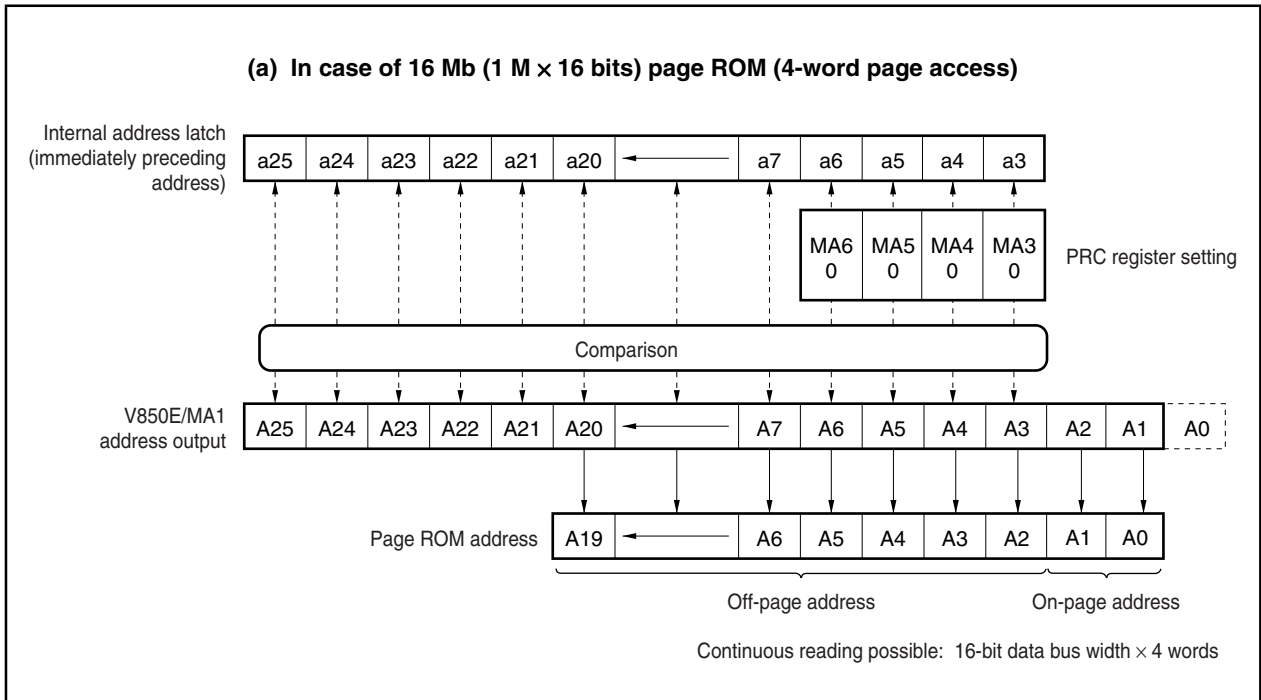 (a) In case of 16 Mb (1 M × 16 bits) page ROM (4-word page access)
Internal address latch
(immediately preceding
address)
a25 a24 a23 a22 a21 a20 a7 a6 a5 a4 a3
MA6 MA5 MA4 MA3
0 0 0 0
PRC register setting
Comparison
V850E/MA1
address output
A25 A24 A23 A22 A21 A20 A7 A6 A5 A4 A3 A2 A1 A0
Page ROM address
A19 A6 A5 A4 A3 A2 A1 A0
Off-page address
On-page address
Continuous reading possible: 16-bit data bus width × 4 words